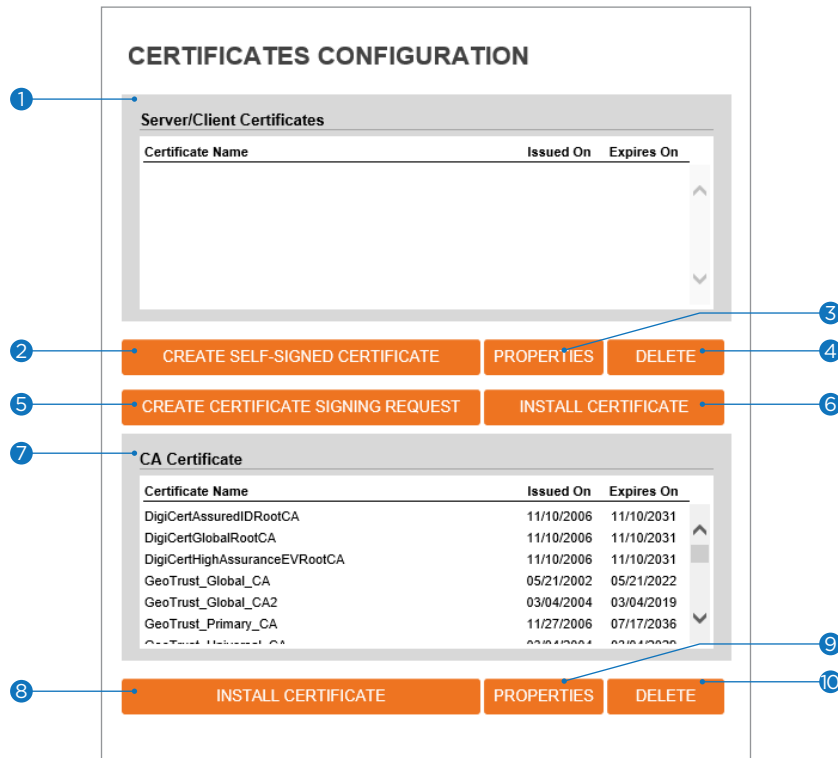 CERTIFICATES CONFIGURATION
1
Server/Client Certificates
Certificate Name Issued On Expires On
3
2 CREATE SELF-SIGNED CERTIFICATE PROPERTIES DELETE 4
5 CREATE CERTIFICATE SIGNING REQUEST INSTALL CERTIFICATE 6
7 CA Certificate
Certificate Name Issued On Expires On
DigiCertAssuredIDRootCA 11/10/2006 11/10/2031
DigiCertGlobalRootCA 11/10/2006 11/10/2031
DigiCertHighAssuranceEVRootCA 11/10/2006 11/10/2031
GeoTrust_Global_CA 05/21/2002 05/21/2022
GeoTrust_Global_CA2 03/04/2004 03/04/2019
GeoTrust_Primary_CA 11/27/2006 07/17/2036
9
8 INSTALL CERTIFICATE PROPERTIES DELETE 10